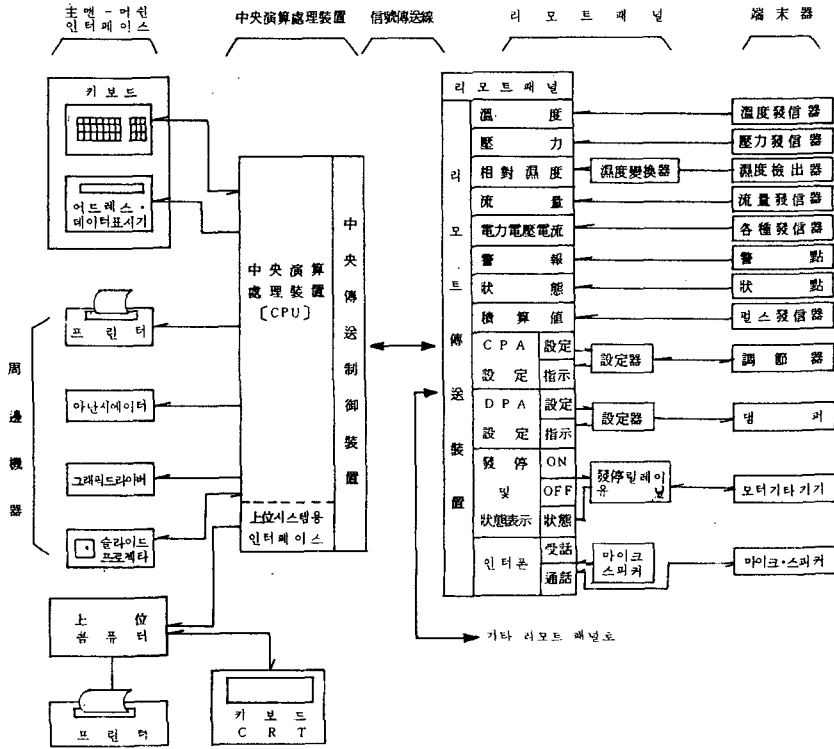 主맨-머쉰
인터페이스
中央演算處理裝置
信號傳送線
리모트패널
端末器
키보드
어드레스·
데이터표시기
周邊機器
프린터
아난시에이터
그래픽드라이버
슬라이드
프로젝타
上位
콤퓨터
프린터
키보드
CRT
中央演算
處理裝置
〔CPU〕
上位시스템용
인터페이스
中央傳送制御裝置
리모트패널
리모트傳送裝置
溫度
壓力
相對濕度
流量
電力電壓電流
警報
狀態
積算値
CPA
設定
設定
指示
DPA
設定
設定
指示
發停
및
狀態表示
ON
OFF
狀態
인터폰
受話
通話
濕度變換器
設定器
設定器
發停릴레이
유
마이크
스피커
溫度發信器
壓力發信器
濕度檢出器
流量發信器
各種發信器
警點
狀點
펄스發信器
調節器
댐퍼
모터기타기기
마이크·스피커
기타 리모트 패널로